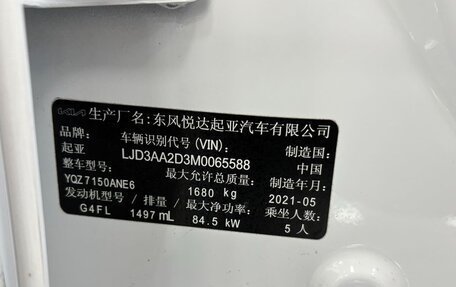 KIA 生产厂名:东风悦达起亚汽车有限公司
品牌: 车辆识别代号(VIN): 制造国:
起亚 LJD3AA2D3M0065588 中国
整车型号: 最大允许总质量: 制造年月:
YQZ7150ANE6 1680 kg 2021-05
发动机型号/排量/最大净功率: 乘坐人数:
G4FL 1497 mL 84.5 kW 5 人